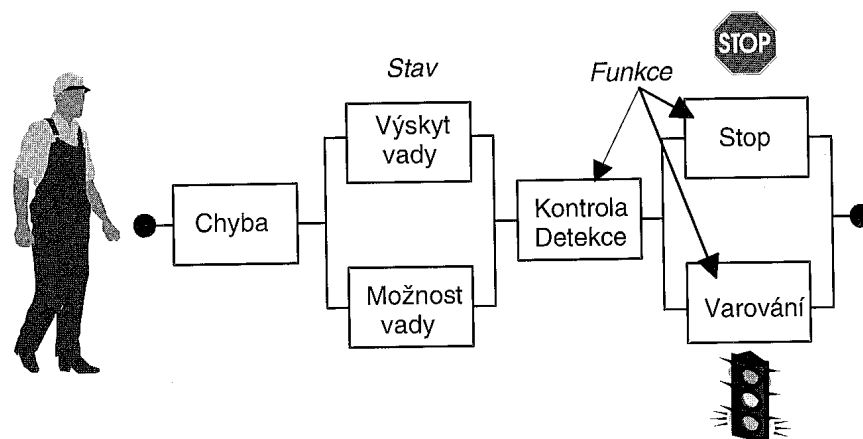 STOP
Stav
Funkce
Výskyt
vady
Stop
Chyba
Kontrola
Detekce
Možnost
vady
Varování